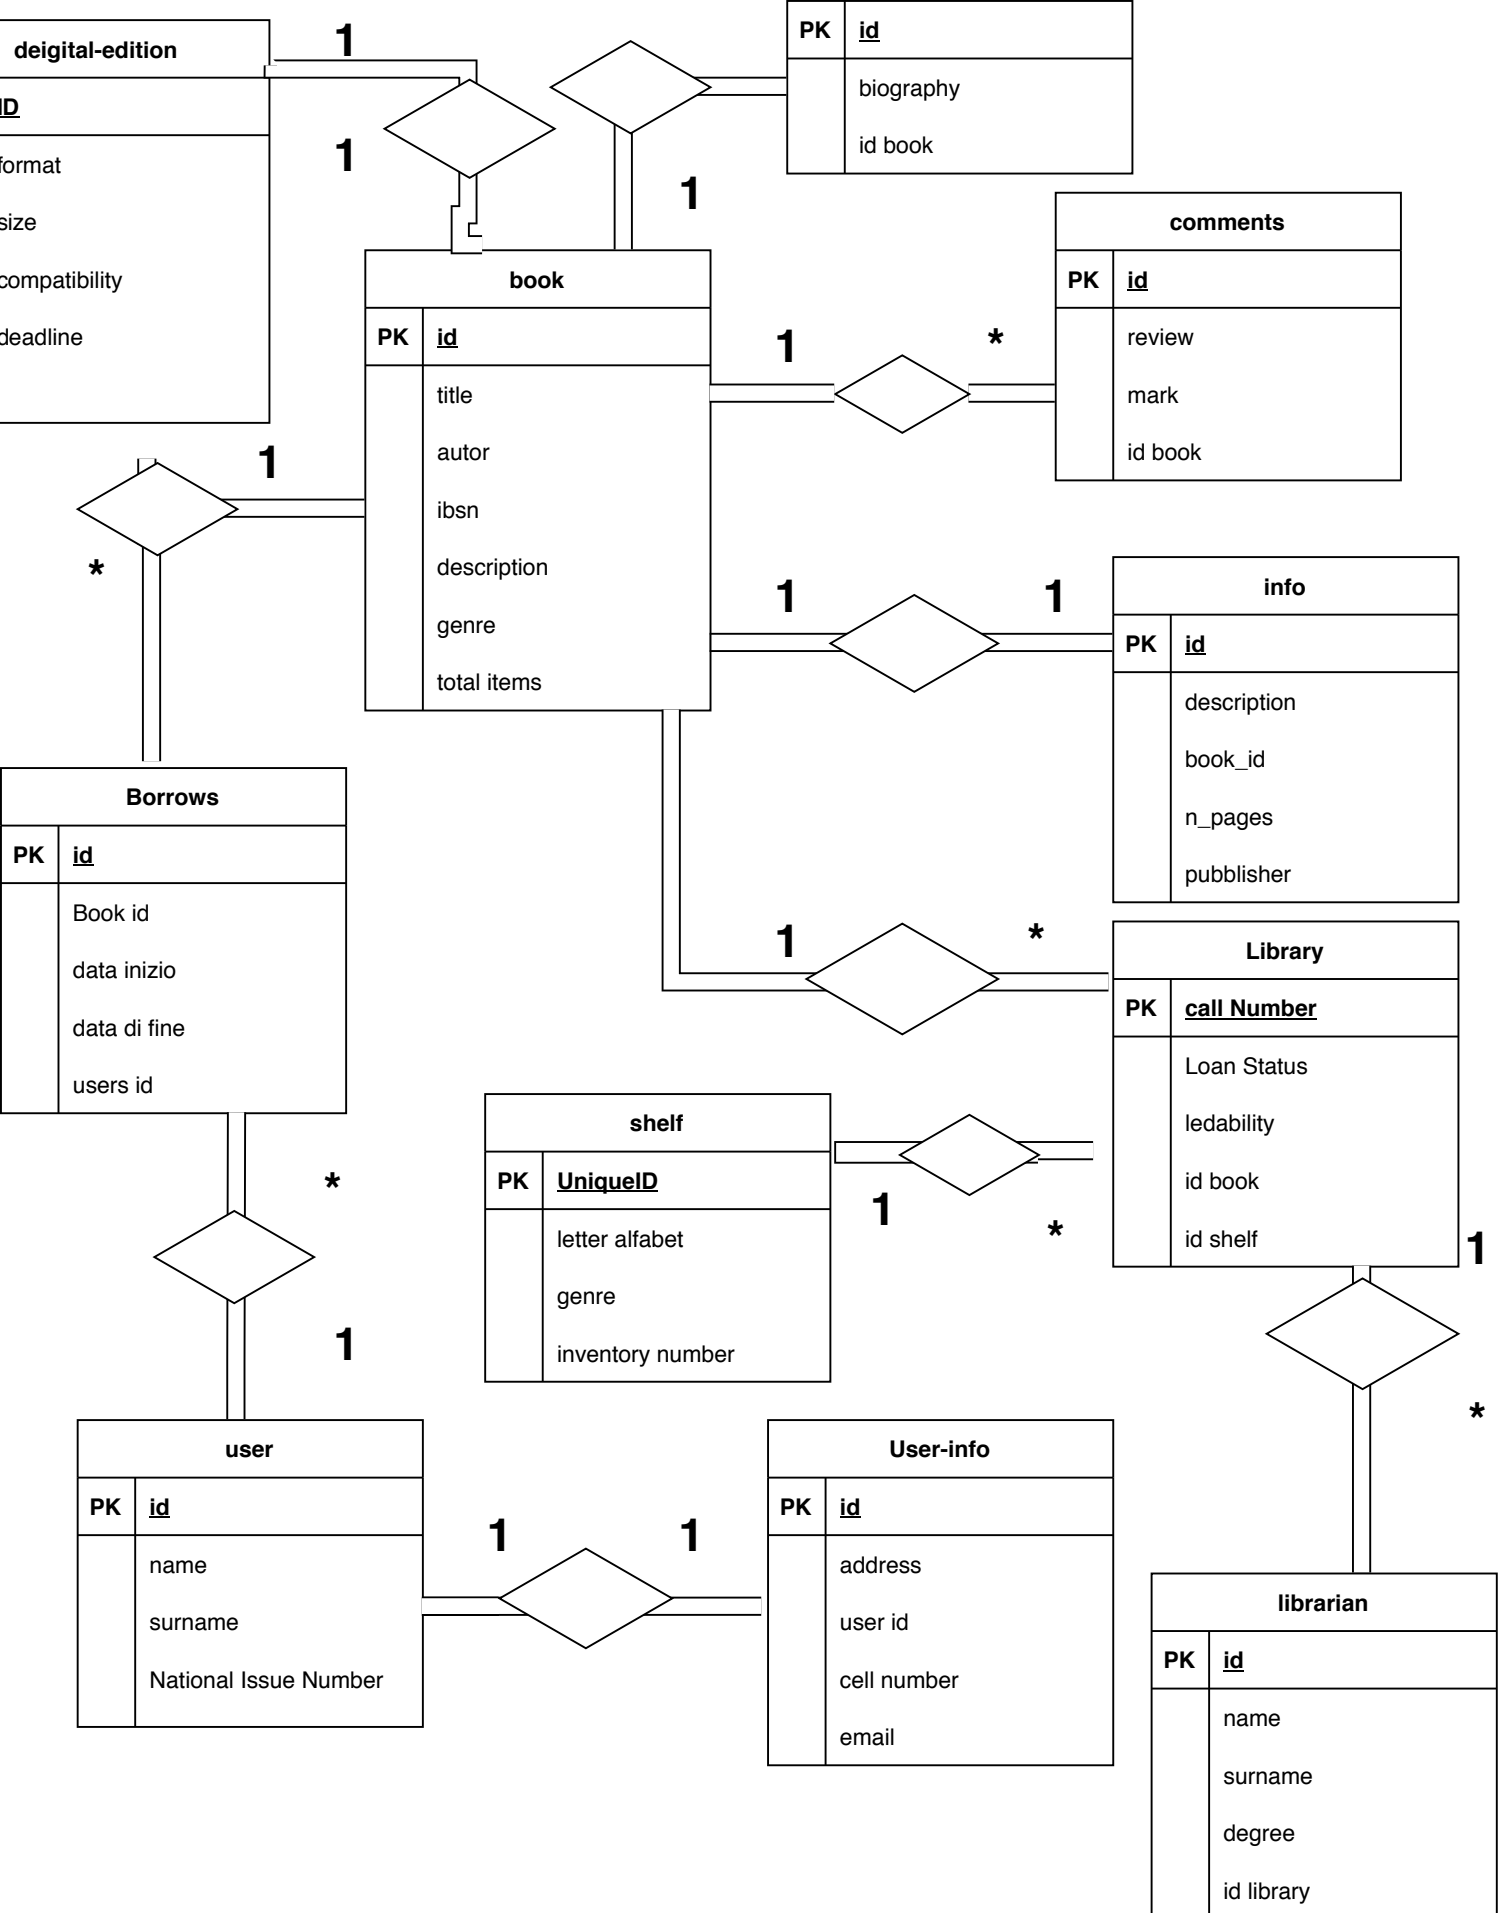 deigital-edition
ID
format
size
compatibility
deadline
1
1
PK id
biography
id book
1
comments
PK id
review
mark
id book
book
PK id
title
autor
ibsn
description
genre
total items
1 *
1
*
1 1
info
PK id
description
book_id
n_pages
pubblisher
Borrows
PK id
Book id
data inizio
data di fine
users id
1 *
Library
PK call Number
Loan Status
ledability
id book
id shelf
shelf
PK UniqueID
letter alfabet
genre
inventory number
1
*
*
1
1
*
user
PK id
name
surname
National Issue Number
1 1
User-info
PK id
address
user id
cell number
email
librarian
PK id
name
surname
degree
id library